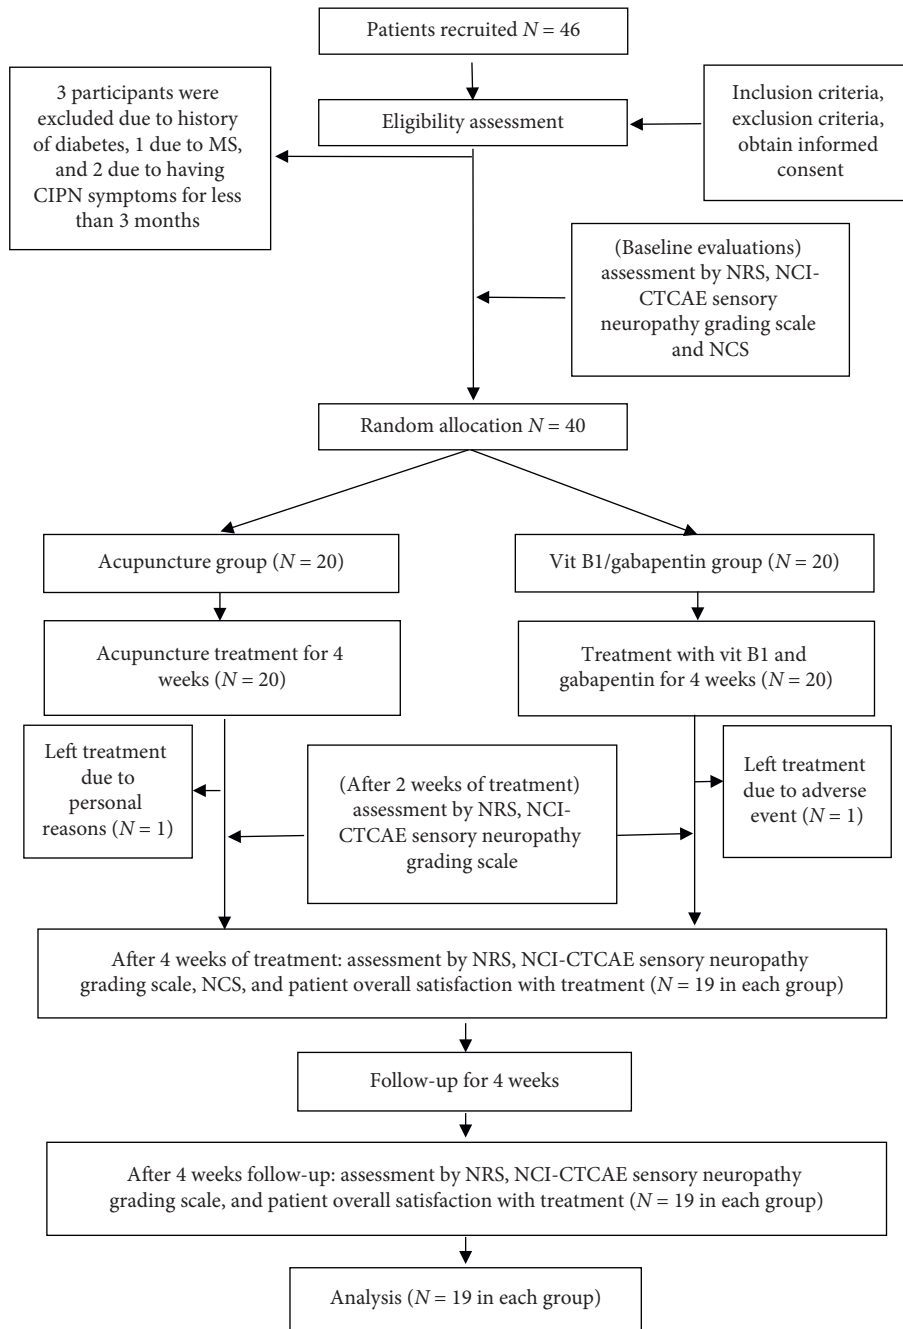 Patients recruited N = 46
3 participants were
excluded due to history
of diabetes, 1 due to MS,
and 2 due to having
CIPN symptoms for less
than 3 months
Eligibility assessment
Inclusion criteria,
exclusion criteria,
obtain informed
consent
(Baseline evaluations)
assessment by NRS, NCI-
CTCAE sensory
neuropathy grading scale
and NCS
Random allocation N = 40
Acupuncture group (N = 20)
Vit B1/gabapentin group (N = 20)
Acupuncture treatment for 4
weeks (N = 20)
Treatment with vit B1 and
gabapentin for 4 weeks (N = 20)
Left treatment
due to
personal
reasons (N = 1)
(After 2 weeks of treatment)
assessment by NRS, NCI-
CTCAE sensory neuropathy
grading scale
Left treatment
due to adverse
event (N = 1)
After 4 weeks of treatment: assessment by NRS, NCI-CTCAE sensory neuropathy
grading scale, NCS, and patient overall satisfaction with treatment (N = 19 in each group)
Follow-up for 4 weeks
After 4 weeks follow-up: assessment by NRS, NCI-CTCAE sensory neuropathy
grading scale, and patient overall satisfaction with treatment (N = 19 in each group)
Analysis (N = 19 in each group)